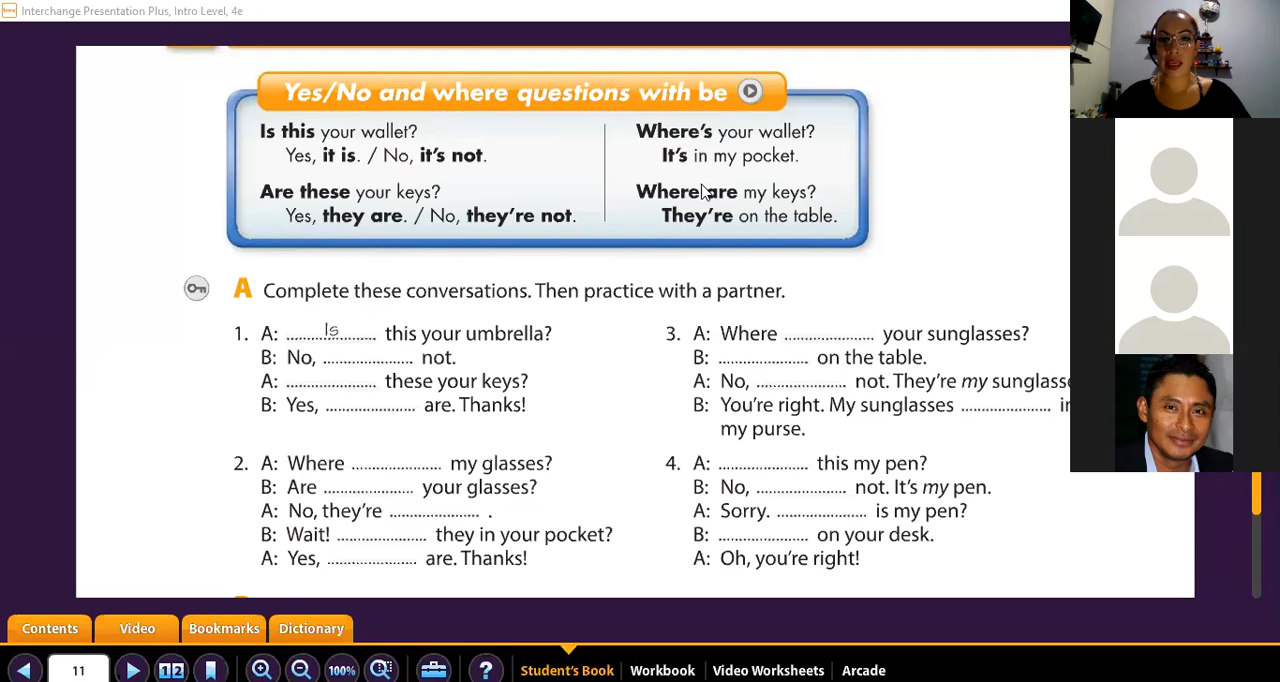 Interchange Presentation Plus, Intro Level, 4e
Yes/No and where questions with be
Is this your wallet?
Yes, it is. / No, it's not.
Are these your keys?
Yes, they are. / No, they're not.
Where's your wallet?
It's in my pocket.
Where are my keys?
They're on the table.
A Complete these conversations. Then practice with a partner.
1. A: ......Is...... this your umbrella?
B: No, .................... not.
A: .................... these your keys?
B: Yes, .................... are. Thanks!
2. A: Where .................... my glasses?
B: Are .................... your glasses?
A: No, they're .................... .
B: Wait! .................... they in your pocket?
A: Yes, .................... are. Thanks!
3. A: Where .................... your sunglasses?
B: .................... on the table.
A: No, .................... not. They're my sunglasse
B: You're right. My sunglasses .................... in
my purse.
4. A: .................... this my pen?
B: No, .................... not. It's my pen.
A: Sorry. .................... is my pen?
B: .................... on your desk.
A: Oh, you're right!
Contents Video Bookmarks Dictionary
11 1 2 100% ? Student's Book Workbook Video Worksheets Arcade